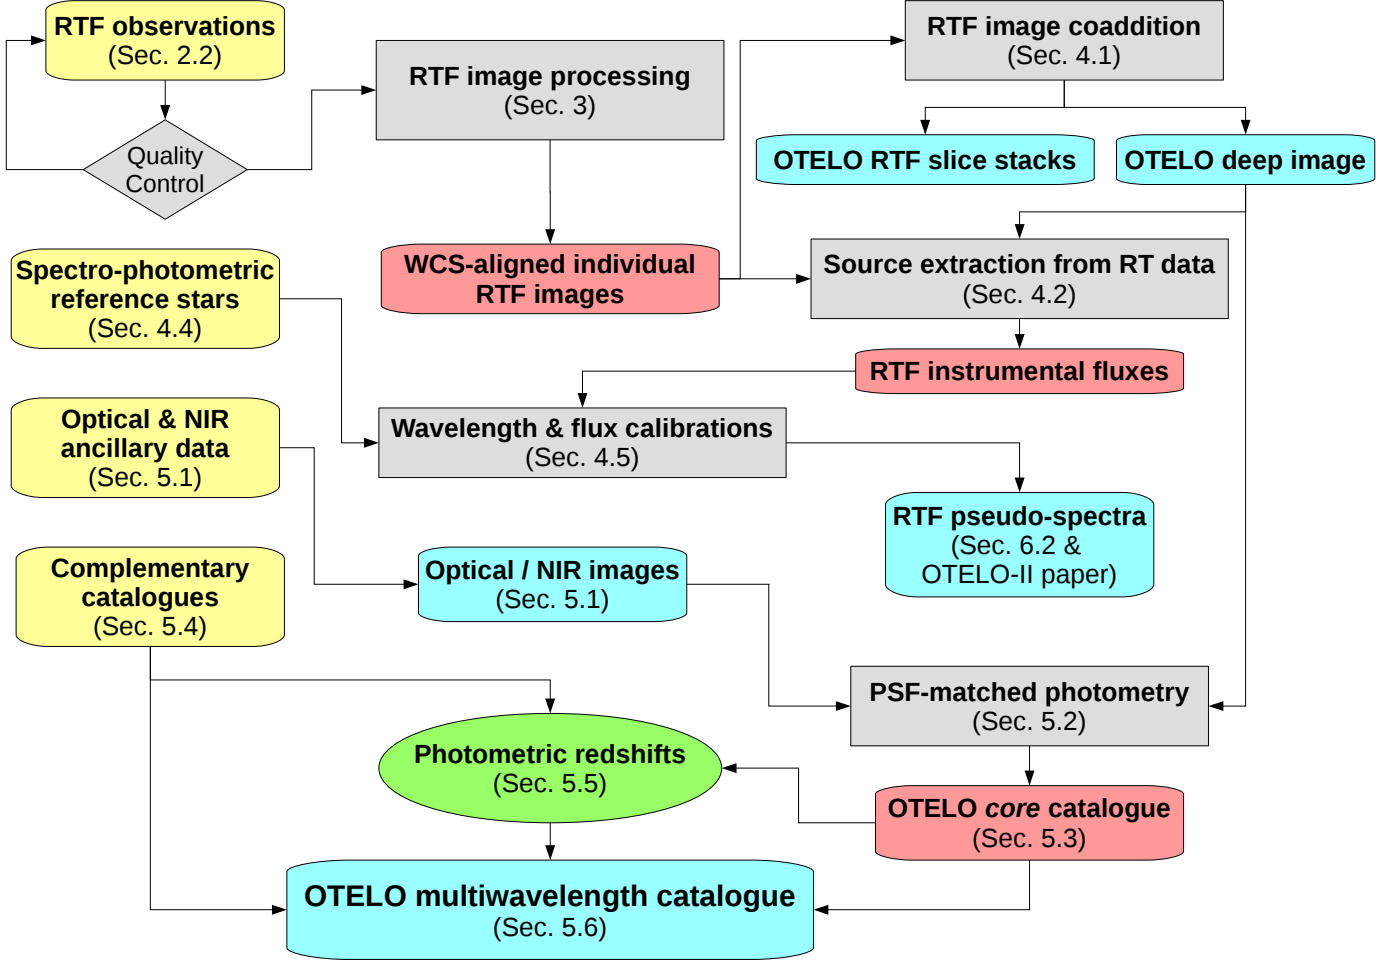 RTF observations
(Sec. 2.2)
Quality
Control
RTF image processing
(Sec. 3)
RTF image coaddition
(Sec. 4.1)
OTELO RTF slice stacks
OTELO deep image
WCS-aligned individual
RTF images
Source extraction from RT data
(Sec. 4.2)
Spectro-photometric
reference stars
(Sec. 4.4)
RTF instrumental fluxes
Optical & NIR
ancillary data
(Sec. 5.1)
Wavelength & flux calibrations
(Sec. 4.5)
RTF pseudo-spectra
(Sec. 6.2 &
OTELO-II paper)
Complementary
catalogues
(Sec. 5.4)
Optical / NIR images
(Sec. 5.1)
PSF-matched photometry
(Sec. 5.2)
Photometric redshifts
(Sec. 5.5)
OTELO core catalogue
(Sec. 5.3)
OTELO multiwavelength catalogue
(Sec. 5.6)